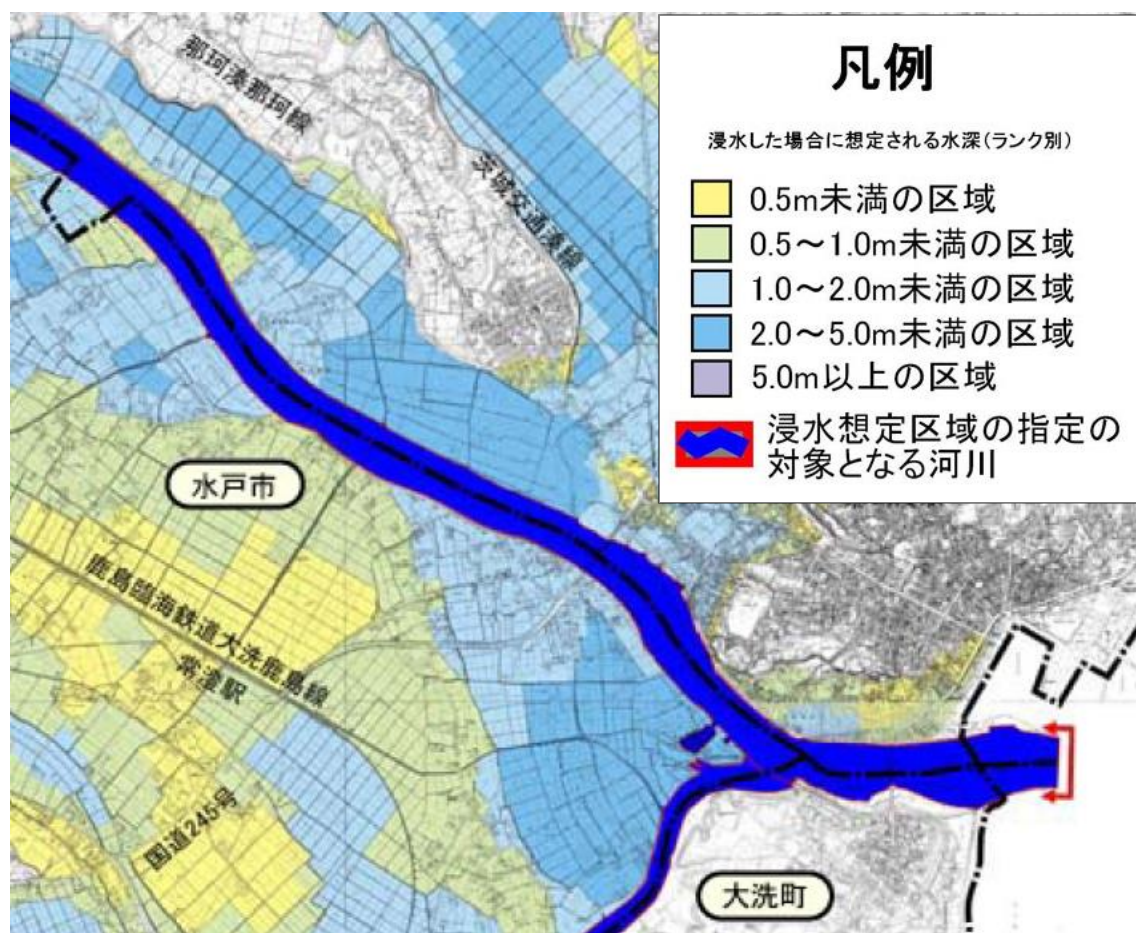 凡例
浸水した場合に想定される水深(ランク別)
0.5m未満の区域
0.5～1.0m未満の区域
1.0～2.0m未満の区域
2.0～5.0m未満の区域
5.0m以上の区域
浸水想定区域の指定の
対象となる河川
那珂湊那珂線
茨城交通湊線
水戸市
鹿島臨海鉄道大洗鹿島線
常澄駅
国道245号
大洗町